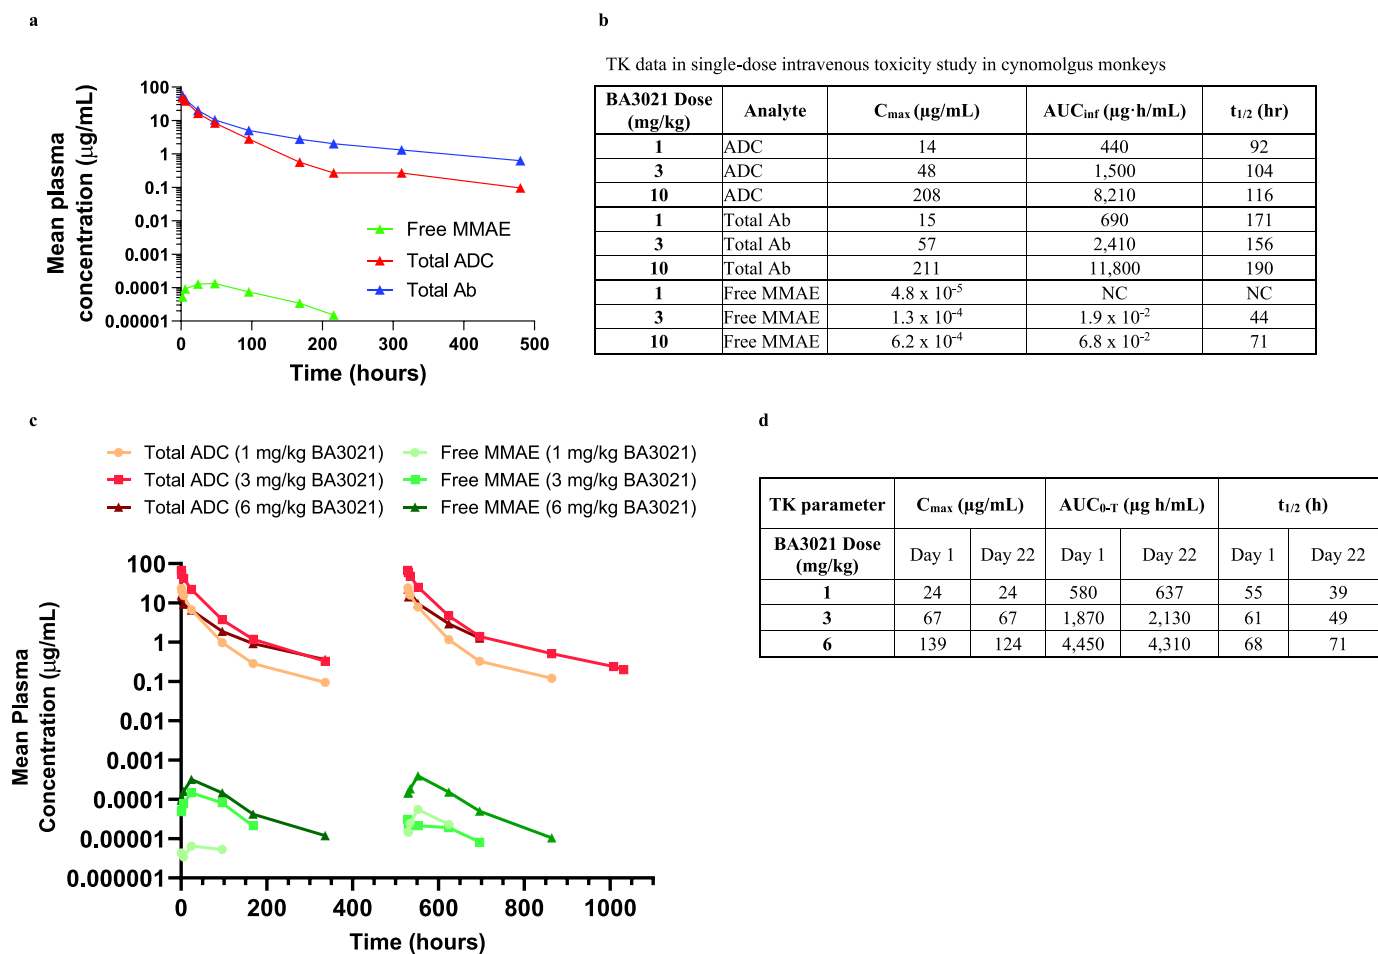 a
Mean plasma
concentration (μg/mL)
100
10
1
0.1
0.01
0.001
0.0001
0.00001
0
100
200
300
400
500
Time (hours)
Free MMAE
Total ADC
Total Ab
b
TK data in single-dose intravenous toxicity study in cynomolgus monkeys
BA3021 Dose (mg/kg) Analyte Cmax (μg/mL) AUCinf (μg·h/mL) t1/2 (hr)
1 ADC 14 440 92
3 ADC 48 1,500 104
10 ADC 208 8,210 116
1 Total Ab 15 690 171
3 Total Ab 57 2,410 156
10 Total Ab 211 11,800 190
1 Free MMAE 4.8 x 10-5 NC NC
3 Free MMAE 1.3 x 10-4 1.9 x 10-2 44
10 Free MMAE 6.2 x 10-4 6.8 x 10-2 71
c
Total ADC (1 mg/kg BA3021) Free MMAE (1 mg/kg BA3021)
Total ADC (3 mg/kg BA3021) Free MMAE (3 mg/kg BA3021)
Total ADC (6 mg/kg BA3021) Free MMAE (6 mg/kg BA3021)
Mean Plasma
Concentration (μg/mL)
100
10
1
0.1
0.01
0.001
0.0001
0.00001
0.000001
0
200
400
600
800
1000
Time (hours)
d
TK parameter Cmax (μg/mL) AUC0-T (μg h/mL) t1/2 (h)
BA3021 Dose (mg/kg) Day 1 Day 22 Day 1 Day 22 Day 1 Day 22
1 24 24 580 637 55 39
3 67 67 1,870 2,130 61 49
6 139 124 4,450 4,310 68 71